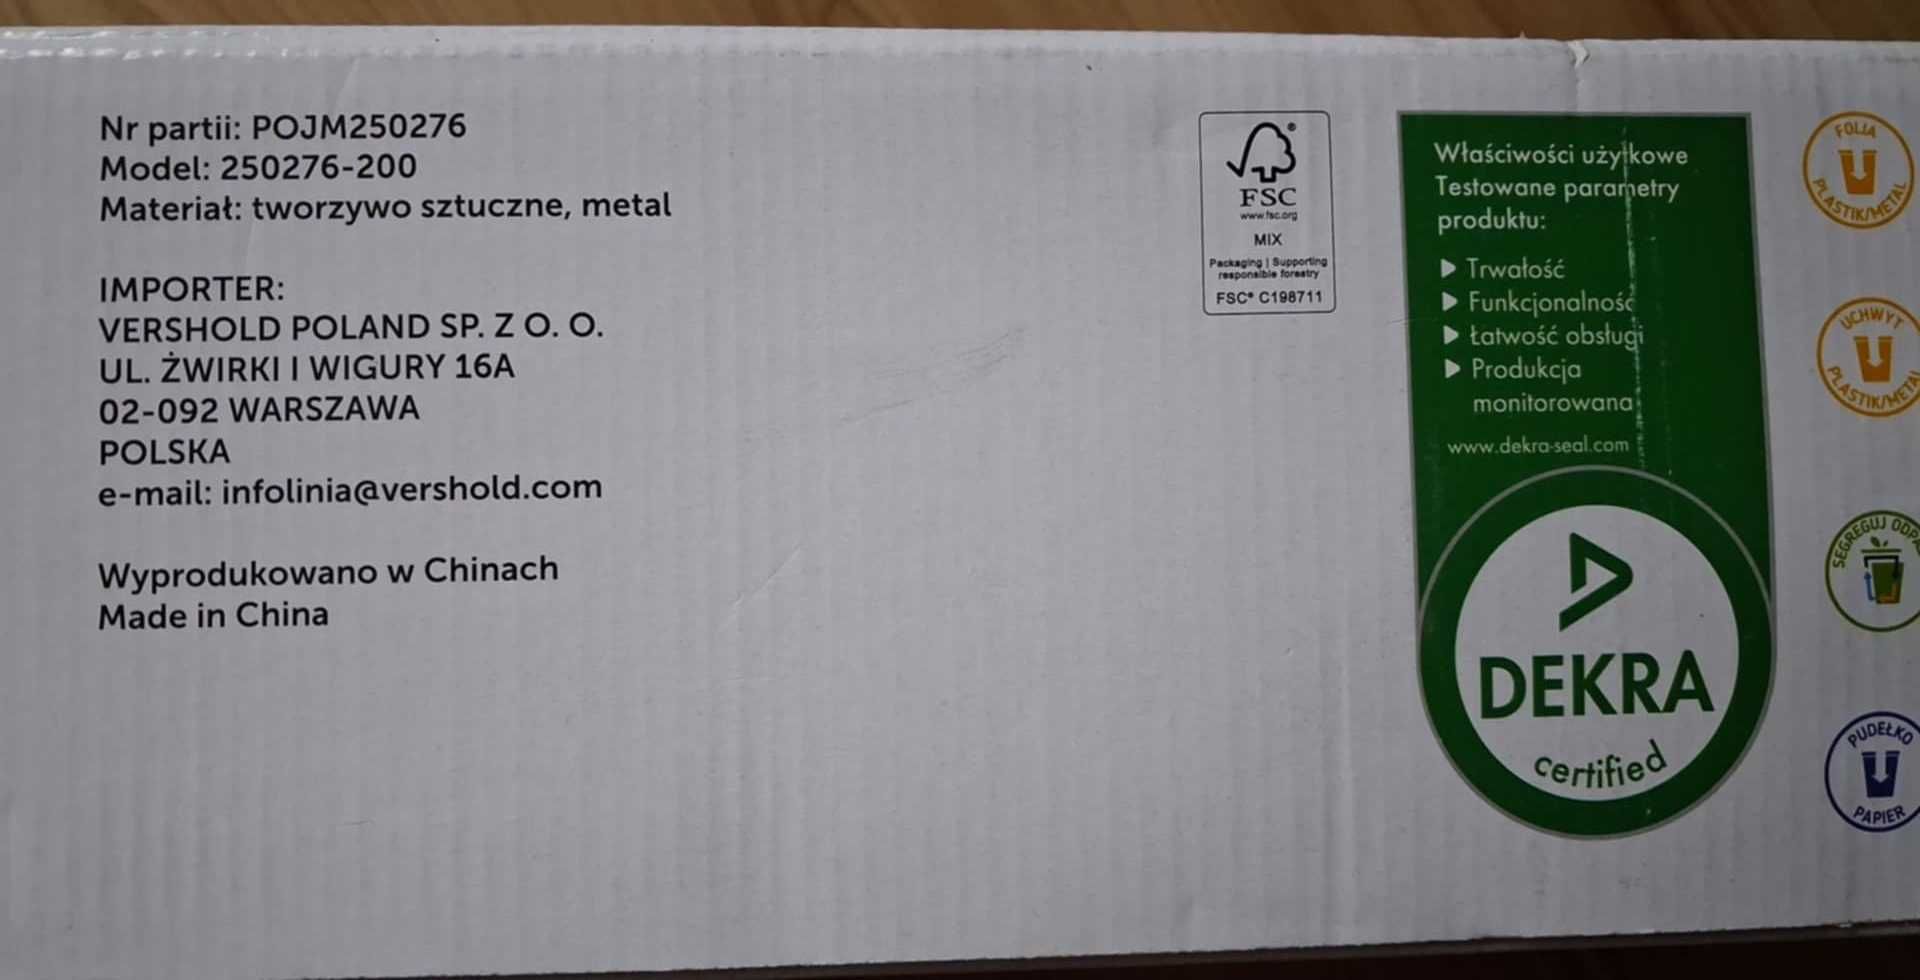 Nr partii: POJM250276
Model: 250276-200
Materiał: tworzywo sztuczne, metal
IMPORTER:
VERSHOLD POLAND SP. Z O. O.
UL. ŻWIRKI I WIGURY 16A
02-092 WARSZAWA
POLSKA
e-mail: infolinia@vershold.com
Wyprodukowano w Chinach
Made in China
FSC®
www.fsc.org
MIX
Packaging | Supporting
responsible forestry
FSC® C198711
Właściwości użytkowe
Testowane parametry
produktu:
Trwałość
Funkcjonalność
Łatwość obsługi
Produkcja
monitorowana
www.dekra-seal.com
DEKRA
certified
FOLIA
PLASTIK/METAL
UCHWYT
PLASTIK/METAL
SEGREGUJ
PUDEŁKO
PAPIER